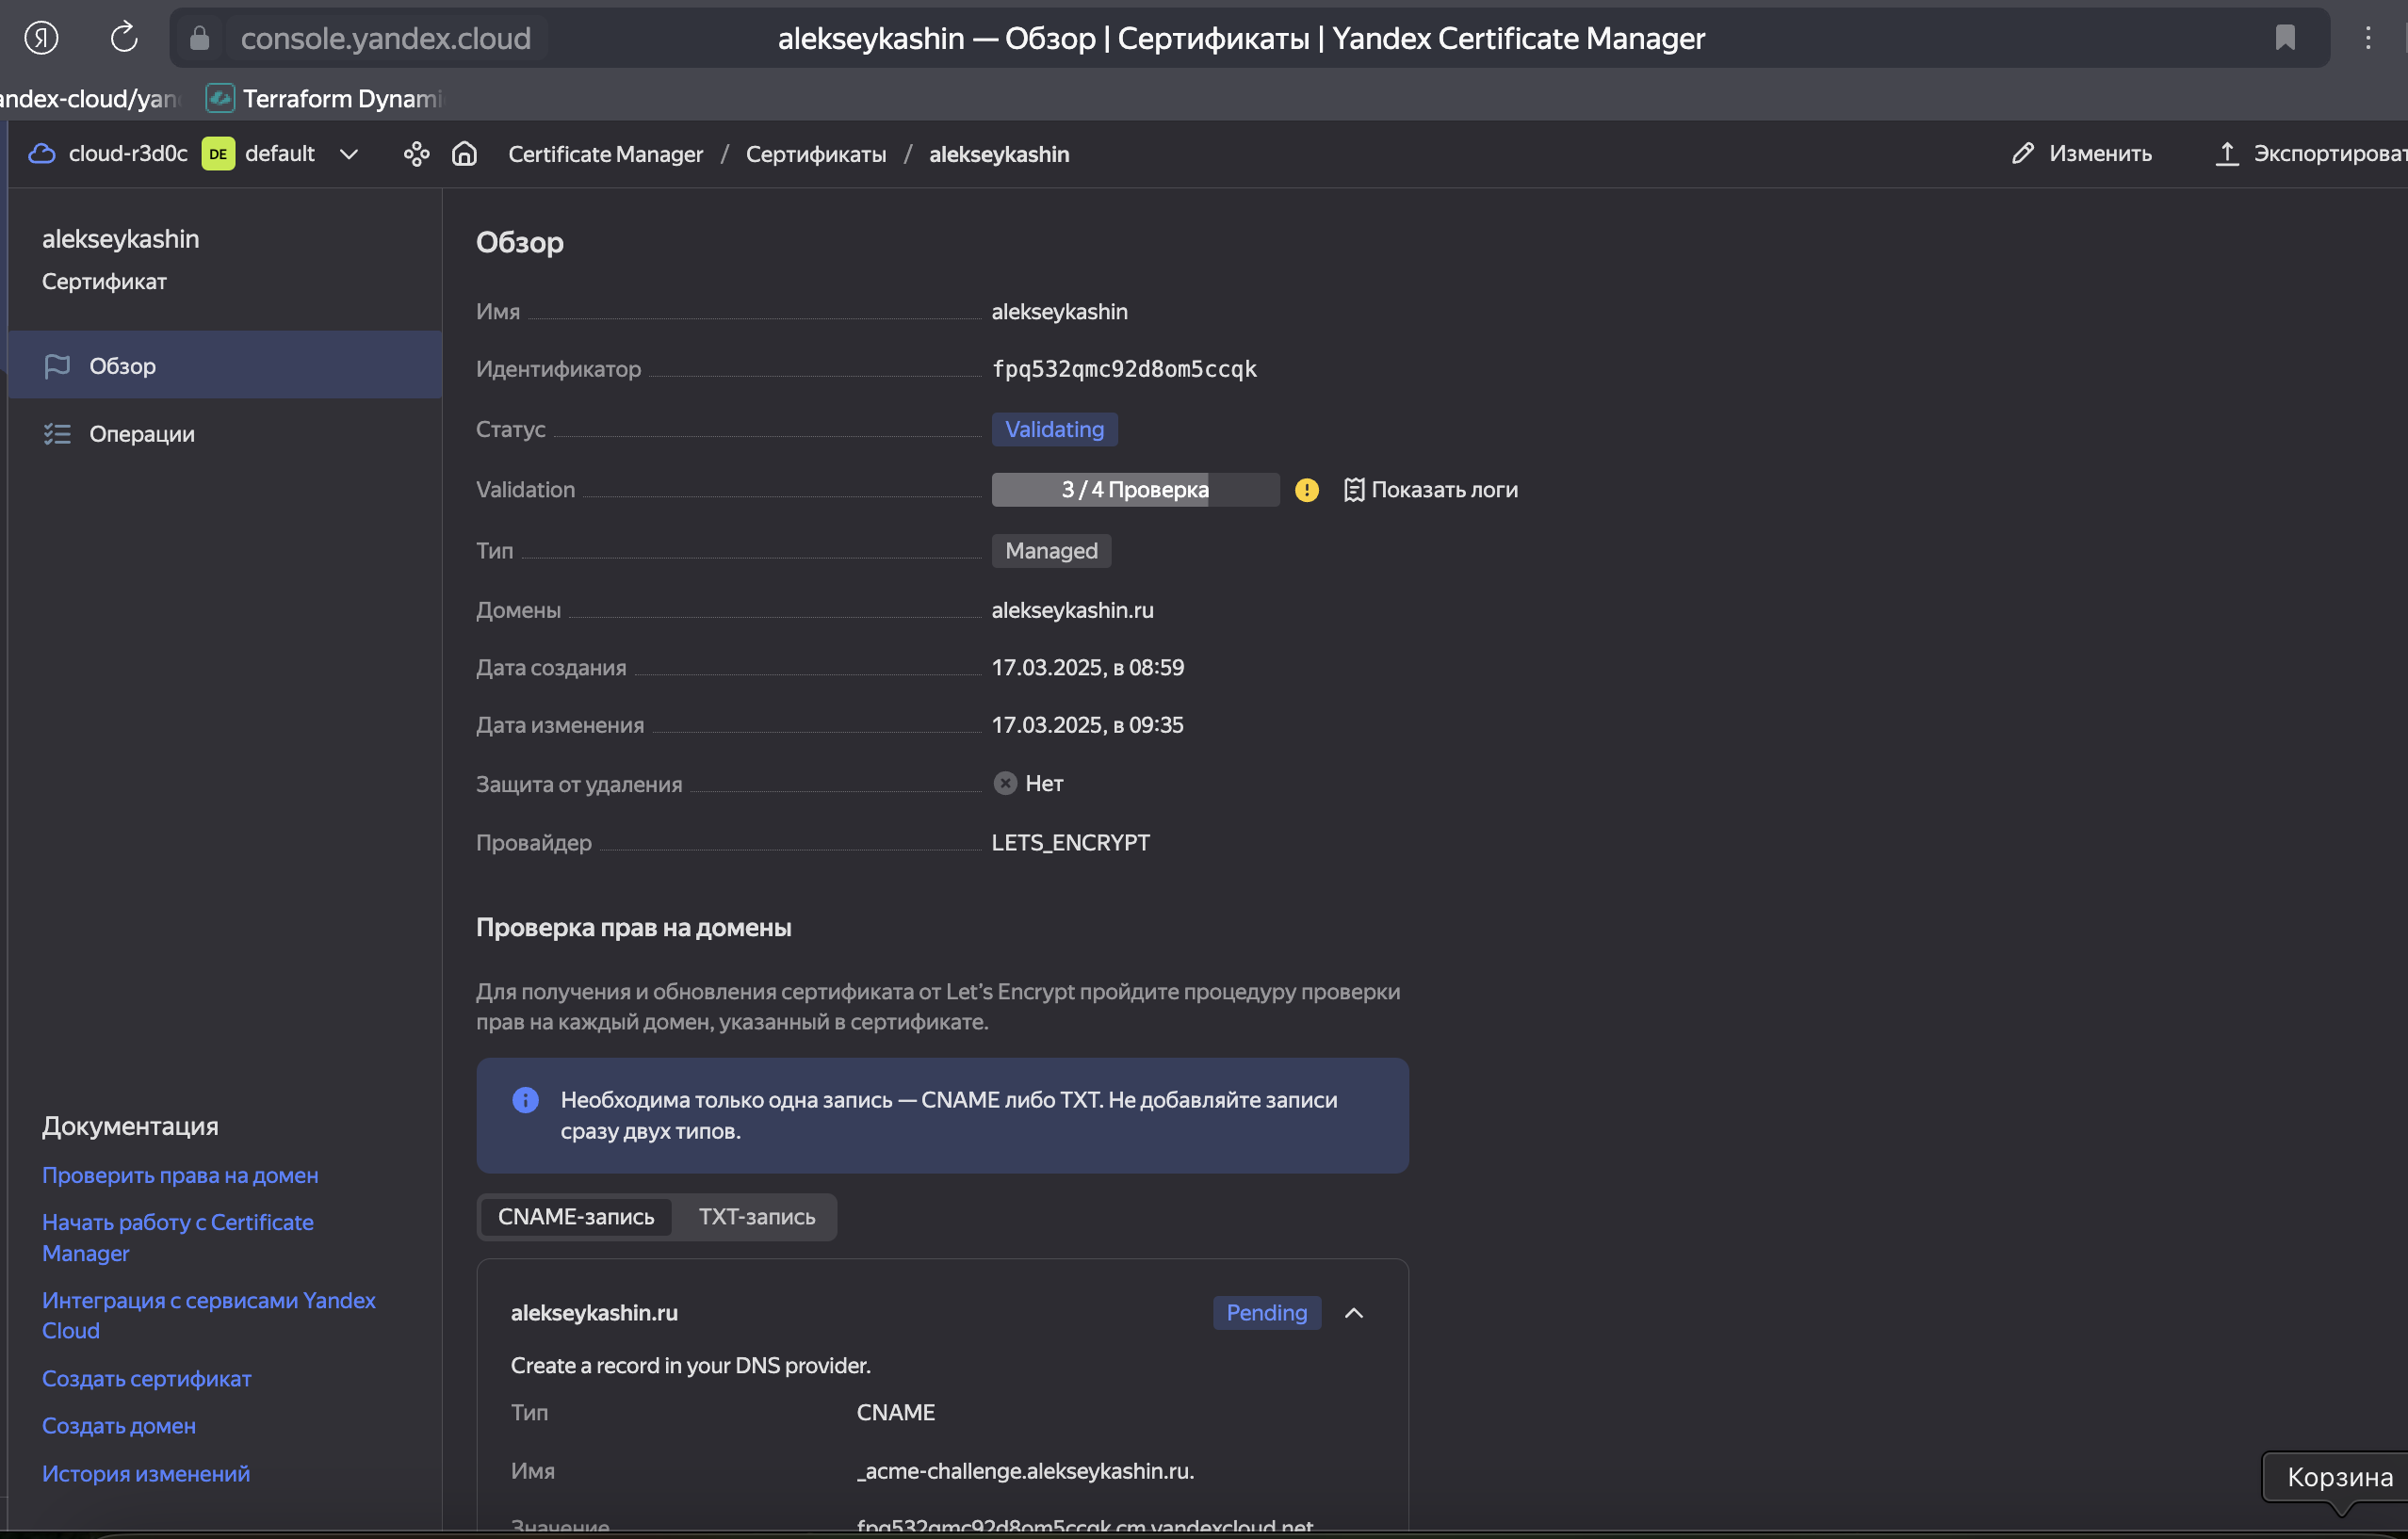 Я
console.yandex.cloud
alekseykashin — Обзор | Сертификаты | Yandex Certificate Manager
andex-cloud/yan
Terraform Dynami
cloud-r3d0c DE default
Certificate Manager / Сертификаты / alekseykashin
Изменить
Экспортироват
alekseykashin
Сертификат
Обзор
Операции
Обзор
Имя alekseykashin
Идентификатор fpq532qmc92d8om5ccqk
Статус Validating
Validation 3 / 4 Проверка ! Показать логи
Тип Managed
Домены alekseykashin.ru
Дата создания 17.03.2025, в 08:59
Дата изменения 17.03.2025, в 09:35
Защита от удаления Нет
Провайдер LETS_ENCRYPT
Проверка прав на домены
Для получения и обновления сертификата от Let's Encrypt пройдите процедуру проверки
прав на каждый домен, указанный в сертификате.
Необходима только одна запись — CNAME либо TXT. Не добавляйте записи
сразу двух типов.
CNAME-запись TXT-запись
alekseykashin.ru Pending
Create a record in your DNS provider.
Тип CNAME
Имя _acme-challenge.alekseykashin.ru.
Значение fpq532qmc92d8om5ccqk.cm.yandexcloud.net.
Документация
Проверить права на домен
Начать работу с Certificate
Manager
Интеграция с сервисами Yandex
Cloud
Создать сертификат
Создать домен
История изменений
Корзина